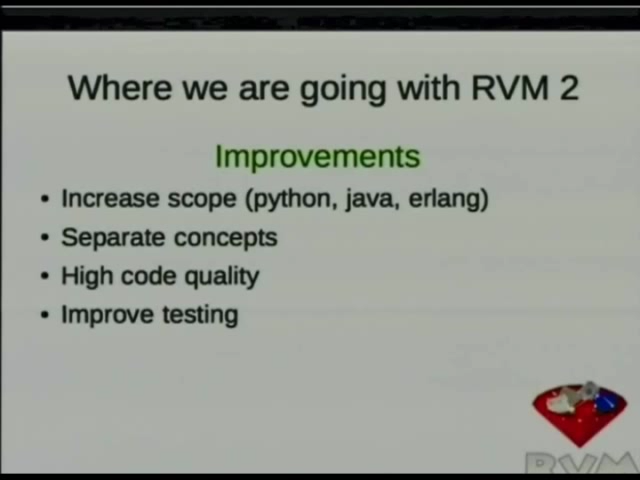 Where we are going with RVM 2
Improvements
• Increase scope (python, java, erlang)
• Separate concepts
• High code quality
• Improve testing
RVM